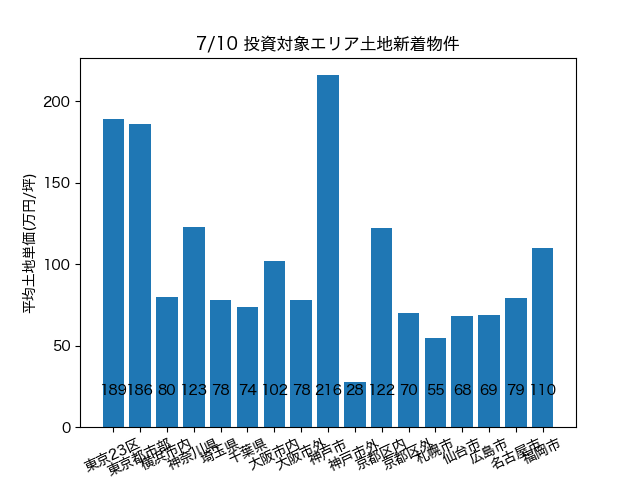 7/10 投資対象エリア土地新着物件
平均土地単価(万円/坪)
200
150
100
50
0
189 186 80 123 78 74 102 78 216 28 122 70 55 68 69 79 110
東京23区 東京都市部 横浜市内 神奈川県 埼玉県 千葉県 大阪市内 大阪市外 神戸市 神戸市外 京都区内 京都区外 札幌市 仙台市 広島市 名古屋市 福岡市